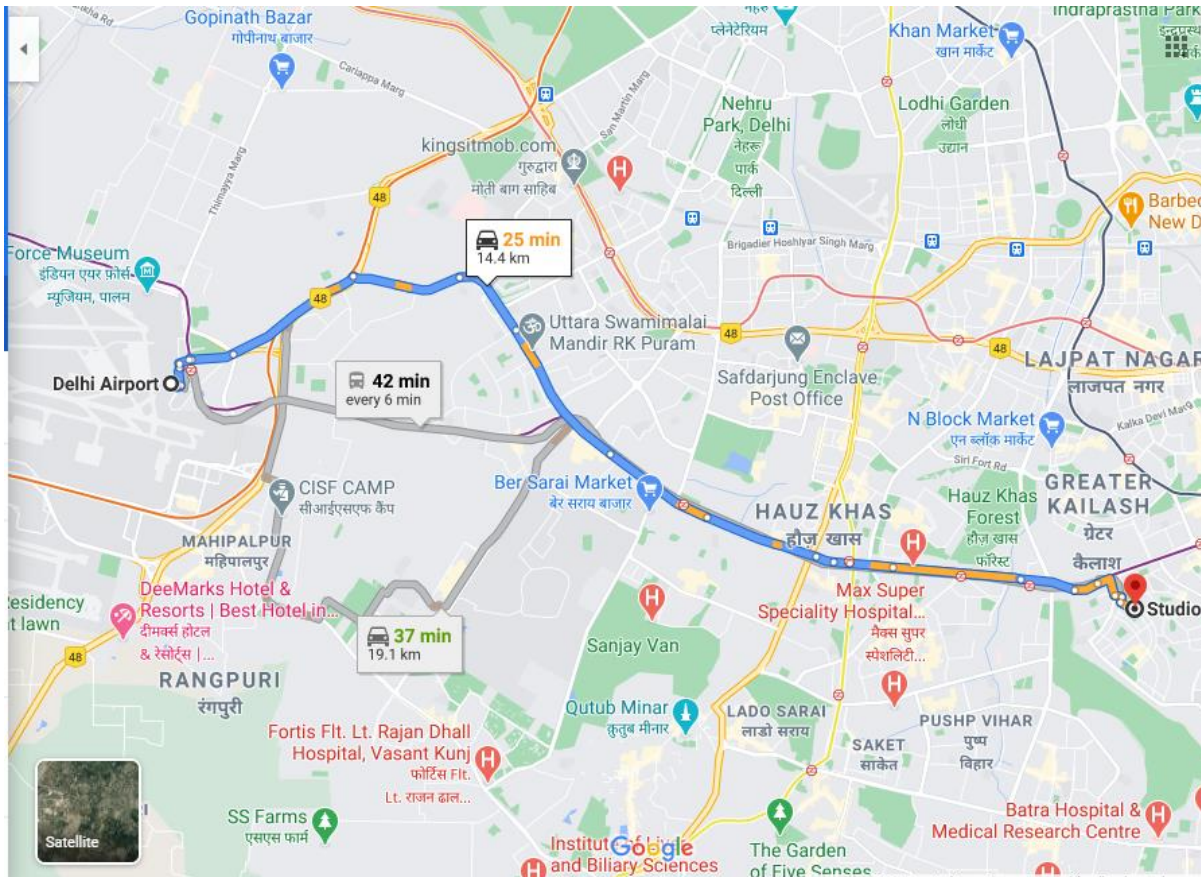 Gopinath Bazar
गोपीनाथ बाजार
Cariappa Marg
Thimayya Marg
San Martin Marg
प्लेनेटेरियम
Khan Market
खान मार्केट
Indraprastha Park
Nehru
Park, Delhi
नेहरू
पार्क
दिल्ली
Lodhi Garden
लोधी
उद्यान
kingsitmob.com
गुरुद्वारा
मोती बाग साहिब
H
48
25 min
14.4 km
Brigadier Hoshiyar Singh Marg
Barbec
New D
Force Museum
इंडियन एयर फ़ोर्स
म्यूजियम, पालम
48
Uttara Swamimalai
Mandir RK Puram
48
48
Safdarjung Enclave
Post Office
LAJPAT NAGAR
लाजपत नगर
Delhi Airport
42 min
every 6 min
N Block Market
एन ब्लॉक मार्केट
Kalka Devi Marg
Siri Fort Rd
CISF CAMP
सीआईएसएफ कैंप
Ber Sarai Market
बेर सराय बाजार
HAUZ KHAS
हौज़ खास
Hauz Khas
Forest
हौज़ खास
फॉरेस्ट
GREATER
KAILASH
ग्रेटर
कैलाश
MAHIPALPUR
महिपालपुर
H
DeeMarks Hotel &
Resorts | Best Hotel in...
दीमार्क्स होटल
& रेसोर्ट्स |...
esidency
t lawn
37 min
19.1 km
H
Sanjay Van
Max Super
Speciality Hospital...
मैक्स सुपर
स्पेशलिटी...
H
Studio
48
RANGPURI
रंगपुरी
Qutub Minar
कुतुब मीनार
LADO SARAI
लाडो सराय
SAKET
साकेत
PUSHP VIHAR
पुष्प
विहार
Fortis Flt. Lt. Rajan Dhall
Hospital, Vasant Kunj
फोर्टिस Flt.
Lt. राजन ढाल...
H
SS Farms
एसएस फार्म
Satellite
Batra Hospital &
Medical Research Centre
H
Institute of Liver
and Biliary Sciences
H
Google
The Garden
of Five Senses
H